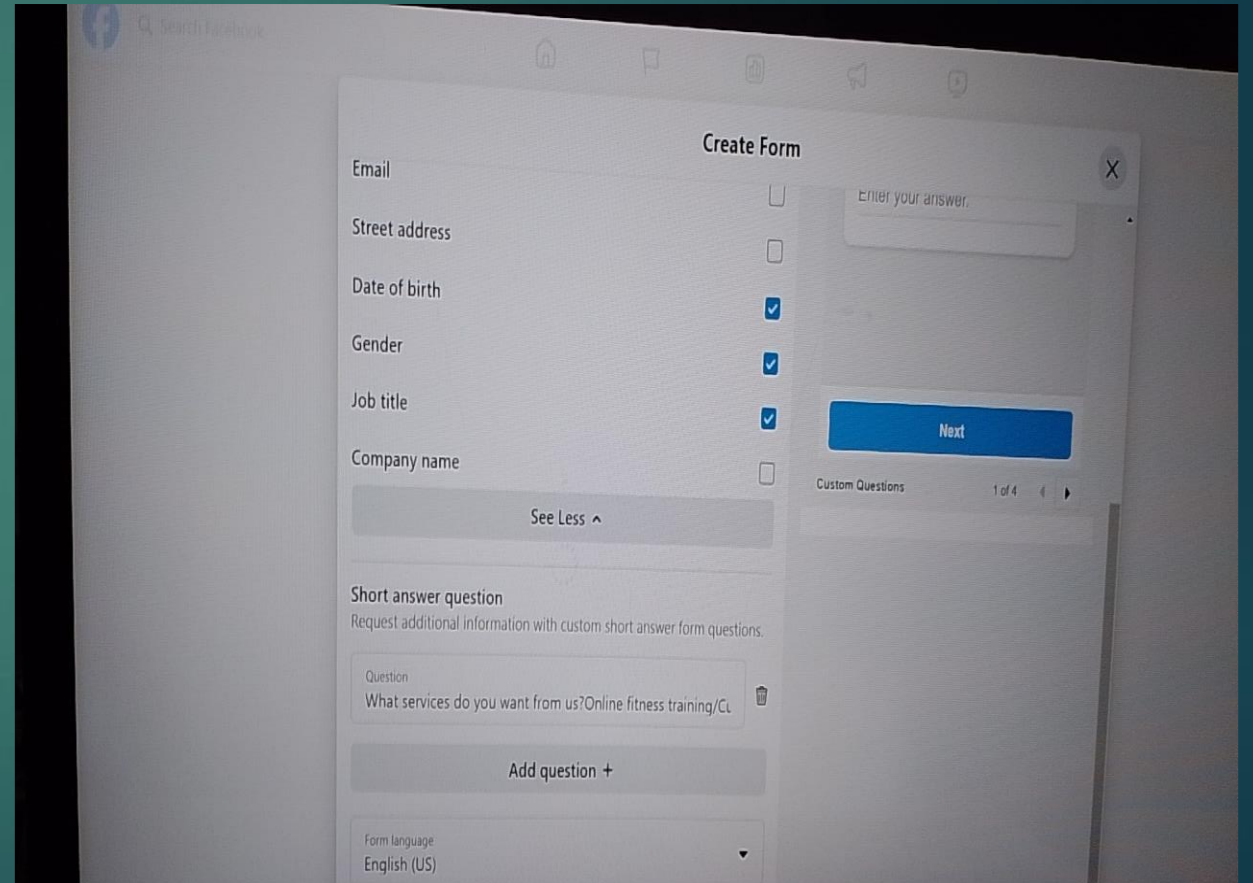 Search Facebook
Create Form
X
Email
Enter your answer.
Street address
Date of birth
Gender
Job title
Next
Company name
Custom Questions
1 of 4
See Less
Short answer question
Request additional information with custom short answer form questions.
Question
What services do you want from us?Online fitness training/Cu
Add question +
Form language
English (US)